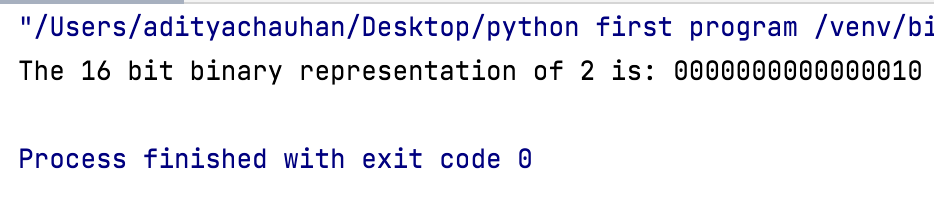 "/Users/adityachauhan/Desktop/python first program /venv/bi
The 16 bit binary representation of 2 is: 0000000000000010
Process finished with exit code 0